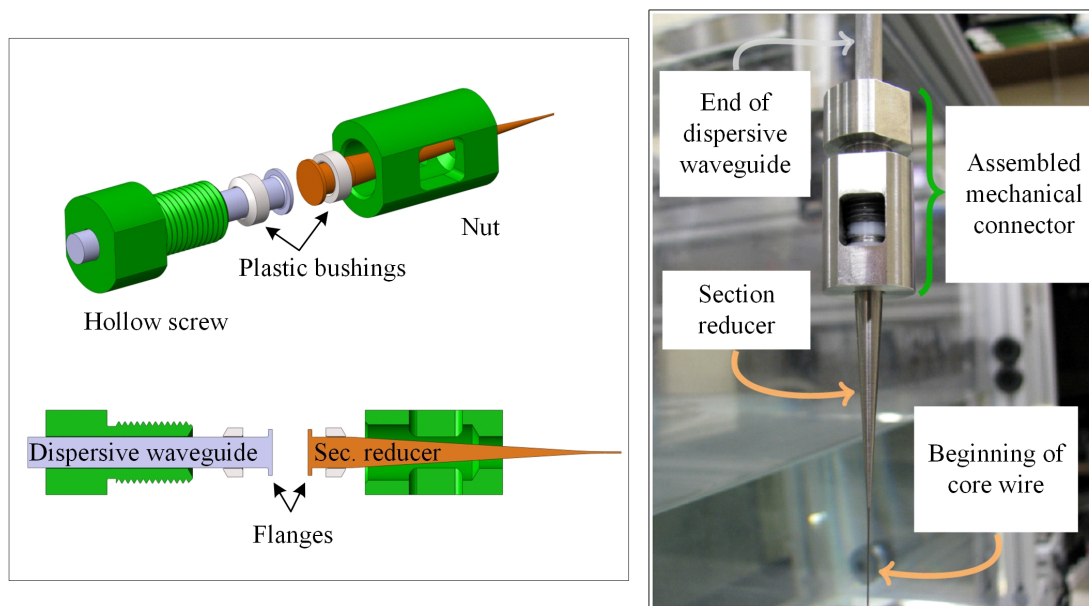 Nut
Plastic bushings
Hollow screw
Dispersive waveguide
Sec. reducer
Flanges
End of
dispersive
waveguide
Assembled
mechanical
connector
Section
reducer
Beginning of
core wire